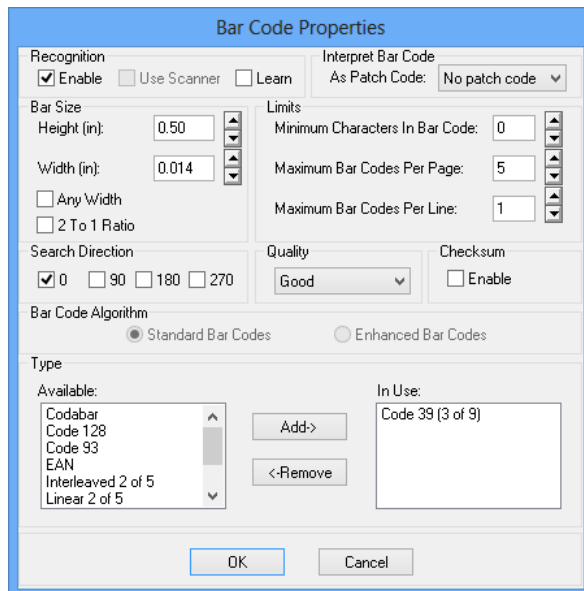 Bar Code Properties
Recognition
Enable Use Scanner Learn
Interpret Bar Code
As Patch Code: No patch code
Bar Size
Height (in): 0.50
Width (in): 0.014
Any Width
2 To 1 Ratio
Limits
Minimum Characters In Bar Code: 0
Maximum Bar Codes Per Page: 5
Maximum Bar Codes Per Line: 1
Search Direction
0 90 180 270
Quality
Good
Checksum
Enable
Bar Code Algorithm
Standard Bar Codes Enhanced Bar Codes
Type
Available:
Codabar
Code 128
Code 93
EAN
Interleaved 2 of 5
Linear 2 of 5
Add->
<-Remove
In Use:
Code 39 (3 of 9)
OK Cancel